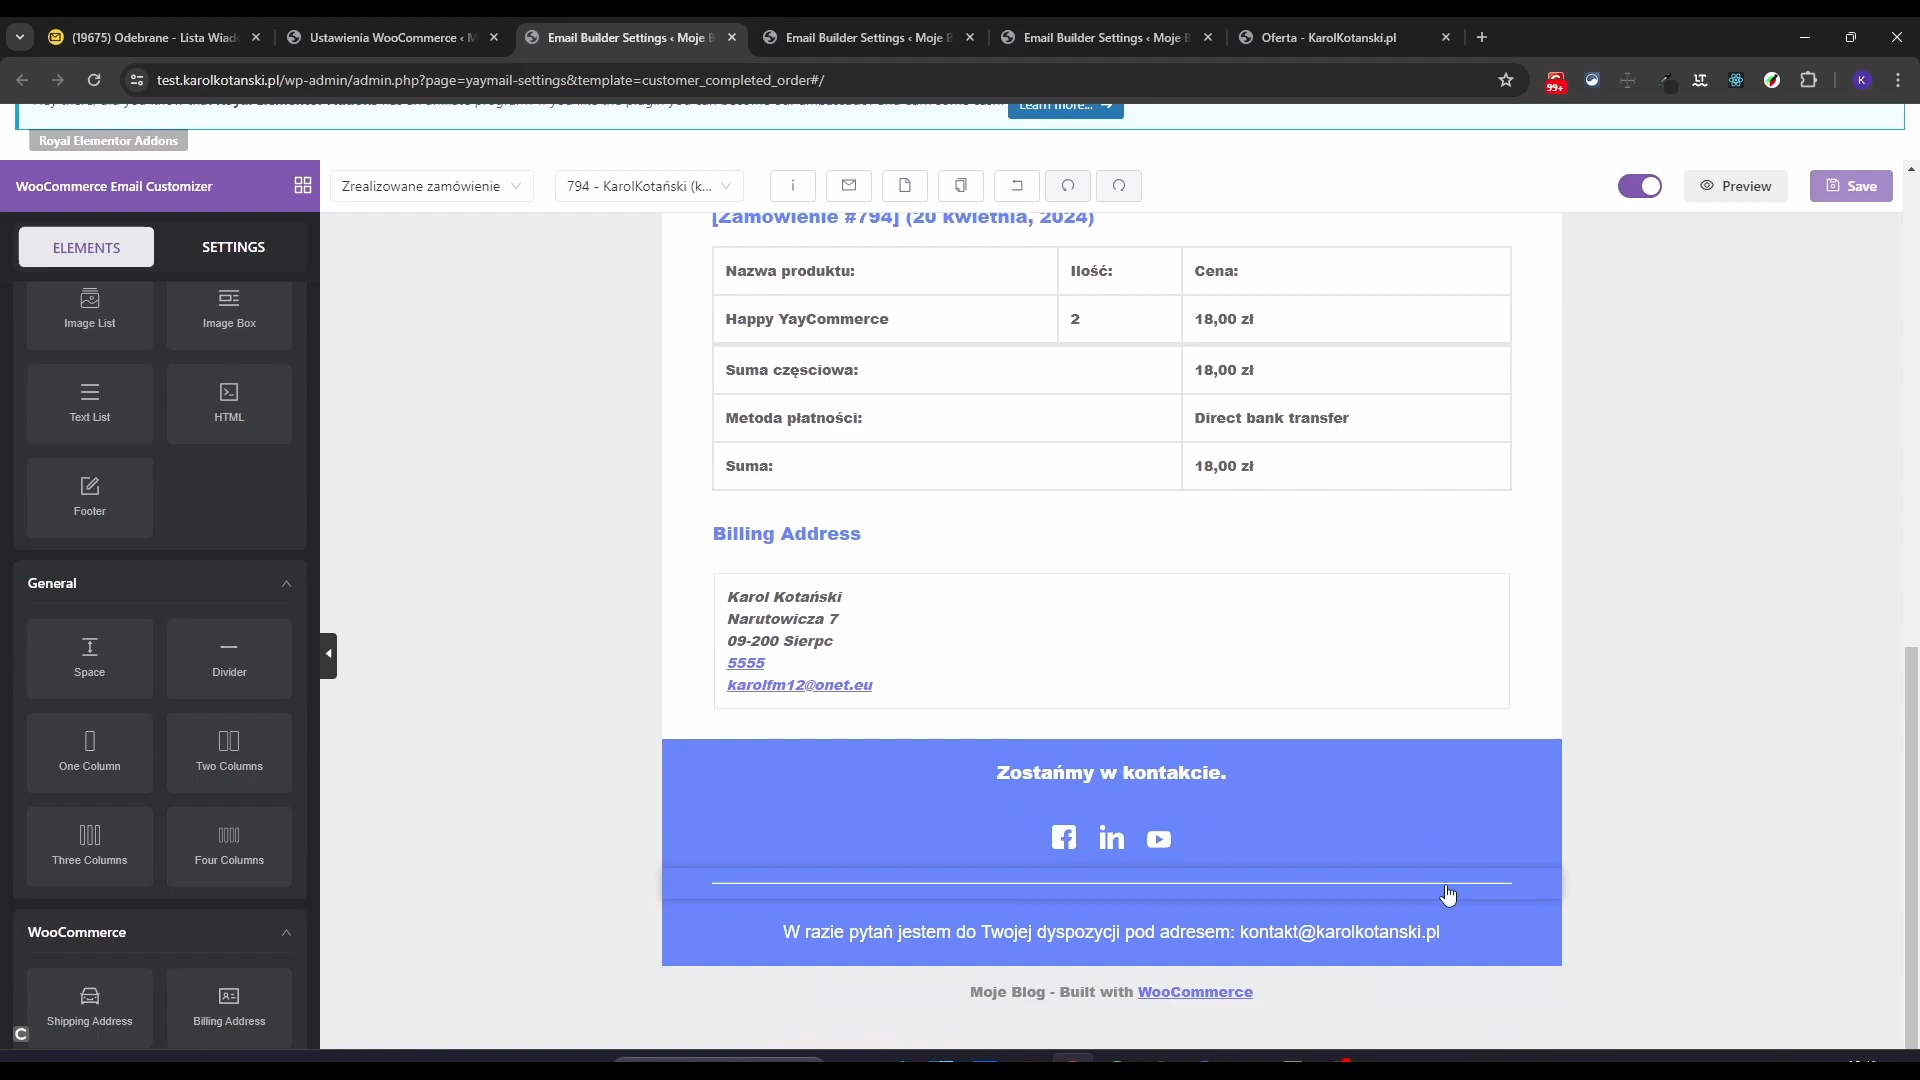 (19675) Odebrane - Lista Wiad
Ustawienia WooCommerce ‹ M
Email Builder Settings ‹ Moje B
Email Builder Settings ‹ Moje B
Email Builder Settings ‹ Moje B
Oferta - KarolKotanski.pl
test.karolkotanski.pl/wp-admin/admin.php?page=yaymail-settings&template=customer_completed_order#/
99+
K
Learn more... →
Royal Elementor Addons
WooCommerce Email Customizer
Zrealizowane zamówienie
794 - KarolKotański (k...
Preview
Save
ELEMENTS
SETTINGS
[Zamówienie #794] (20 kwietnia, 2024)
Nazwa produktu:
Ilość:
Cena:
Happy YayCommerce
2
18,00 zł
Suma częsciowa:
18,00 zł
Metoda płatności:
Direct bank transfer
Suma:
18,00 zł
Image List
Image Box
Text List
HTML
Footer
General
Space
Divider
One Column
Two Columns
Three Columns
Four Columns
WooCommerce
Shipping Address
Billing Address
Billing Address
Karol Kotański
Narutowicza 7
09-200 Sierpc
5555
karolfm12@onet.eu
Zostańmy w kontakcie.
W razie pytań jestem do Twojej dyspozycji pod adresem: kontakt@karolkotanski.pl
Moje Blog - Built with WooCommerce